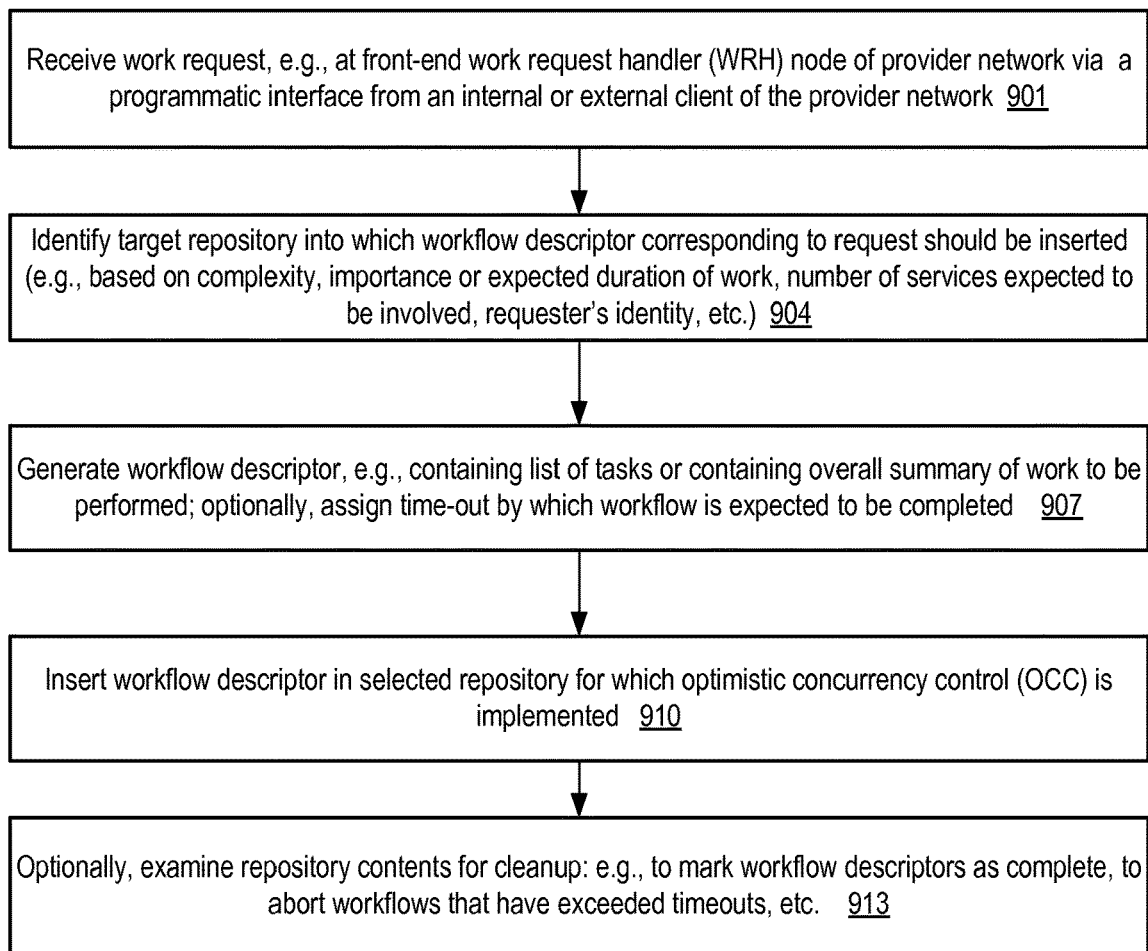 Receive work request, e.g., at front-end work request handler (WRH) node of provider network via a
programmatic interface from an internal or external client of the provider network 901
Identify target repository into which workflow descriptor corresponding to request should be inserted
(e.g., based on complexity, importance or expected duration of work, number of services expected to
be involved, requester's identity, etc.) 904
Generate workflow descriptor, e.g., containing list of tasks or containing overall summary of work to be
performed; optionally, assign time-out by which workflow is expected to be completed 907
Insert workflow descriptor in selected repository for which optimistic concurrency control (OCC) is
implemented 910
Optionally, examine repository contents for cleanup: e.g., to mark workflow descriptors as complete, to
abort workflows that have exceeded timeouts, etc. 913